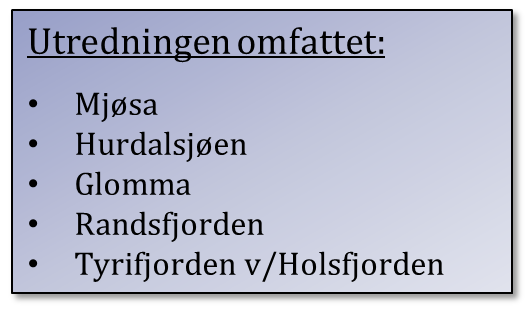 Utredningen omfattet:
• Mjøsa
• Hurdalsjøen
• Glomma
• Randsfjorden
• Tyrifjorden v/Holsfjorden